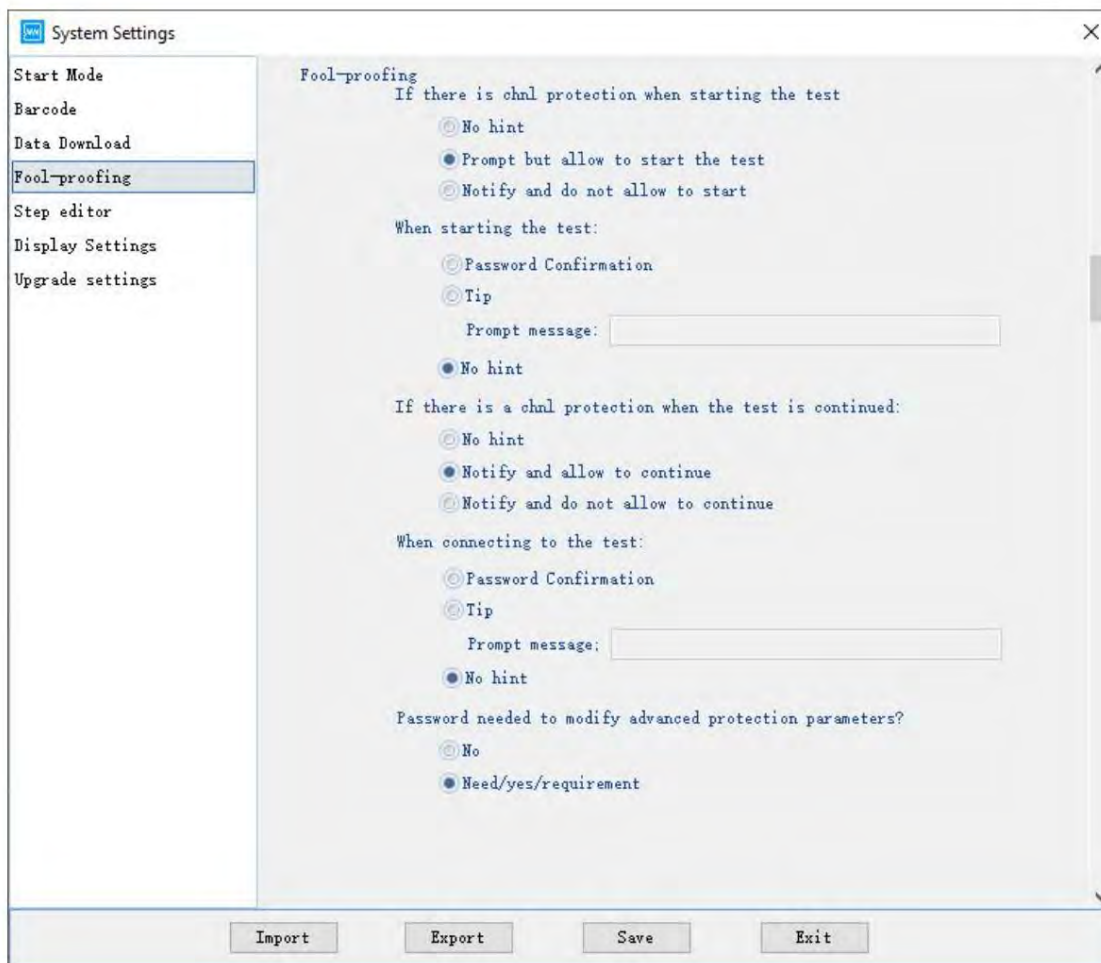 System Settings
Start Mode
Barcode
Data Download
Fool-proofing
Step editor
Display Settings
Upgrade settings
Fool-proofing
If there is chnl protection when starting the test
No hint
Prompt but allow to start the test
Notify and do not allow to start
When starting the test:
Password Confirmation
Tip
Prompt message:
No hint
If there is a chnl protection when the test is continued:
No hint
Notify and allow to continue
Notify and do not allow to continue
When connecting to the test:
Password Confirmation
Tip
Prompt message;
No hint
Password needed to modify advanced protection parameters?
No
Need/yes/requirement
Import
Export
Save
Exit